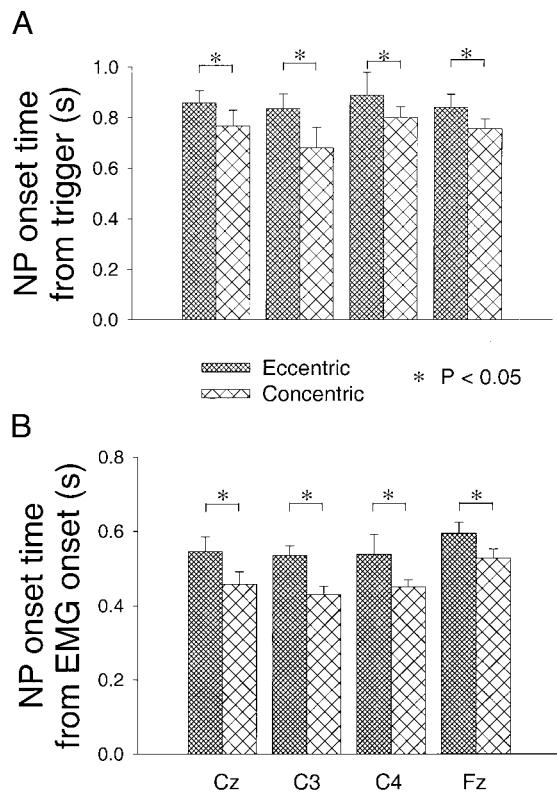 A
NP onset time
from trigger (s)
1.0
0.8
0.6
0.4
0.2
0.0
* * * *
Eccentric
Concentric
* P < 0.05
B
NP onset time
from EMG onset (s)
0.8
0.6
0.4
0.2
0.0
* * * *
Cz C3 C4 Fz